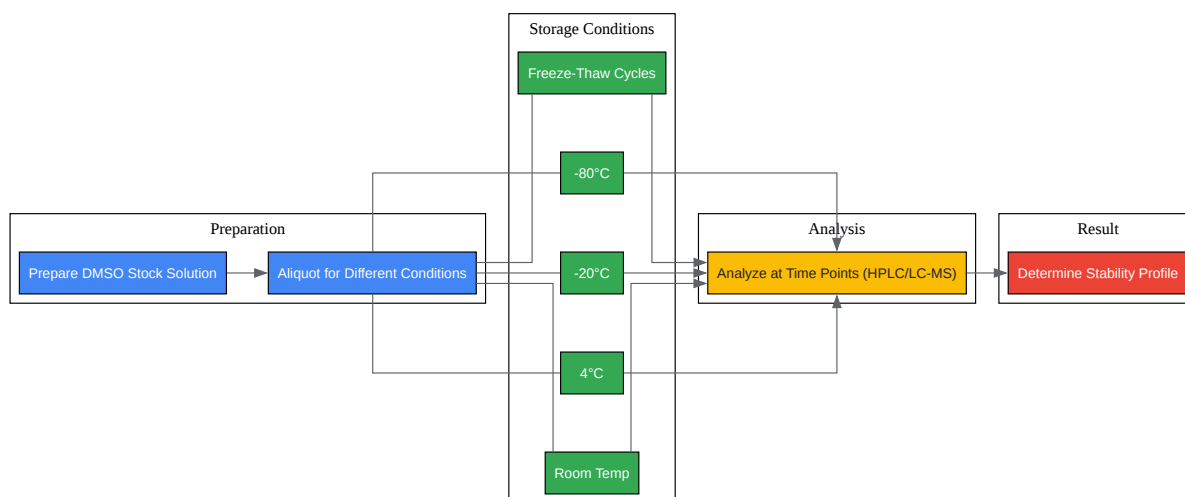 Storage Conditions
Freeze-Thaw Cycles
-80°C
Preparation
Analysis
Result
Prepare DMSO Stock Solution
Aliquot for Different Conditions
-20°C
Analyze at Time Points (HPLC/LC-MS)
Determine Stability Profile
4°C
Room Temp